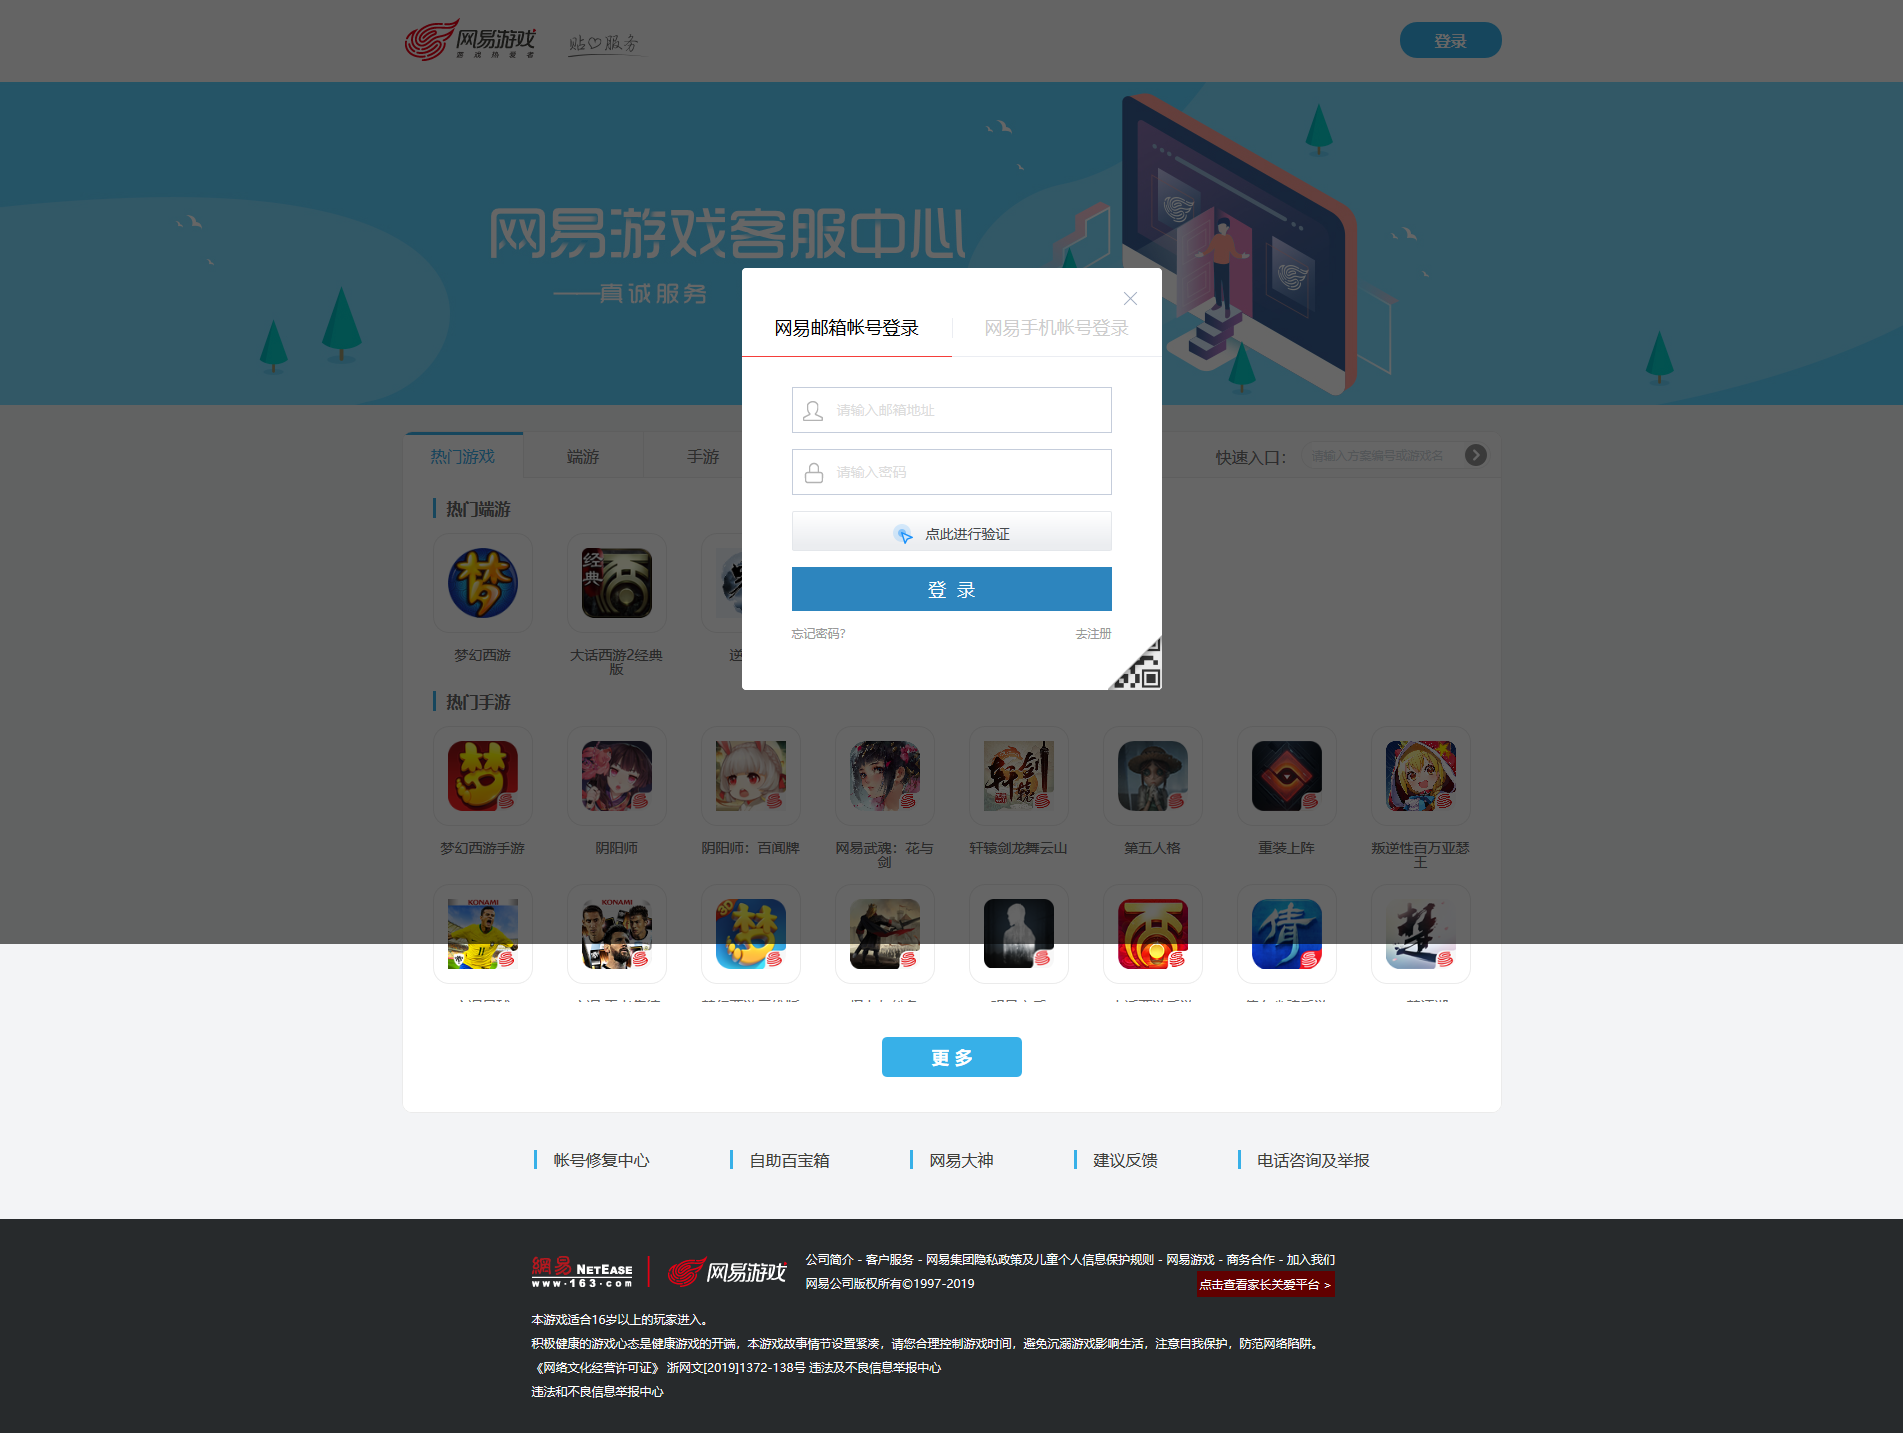 网易游戏
游戏热爱者
贴心服务
登录
网易游戏客服中心
——真诚服务
网易邮箱帐号登录
网易手机帐号登录
请输入邮箱地址
请输入密码
点此进行验证
登 录
忘记密码?
去注册
热门游戏
端游
手游
快速入口：
请输入方案编号或游戏名
热门端游
梦幻西游
大话西游2经典
版
逆
热门手游
梦幻西游手游
阴阳师
阴阳师：百闻牌
网易武魂：花与
剑
轩辕剑龙舞云山
第五人格
重装上阵
叛逆性百万亚瑟
王
KONAMI
KONAMI
更多
帐号修复中心
自助百宝箱
网易大神
建议反馈
电话咨询及举报
網易 NETEASE
www.163.com
网易游戏
公司简介 - 客户服务 - 网易集团隐私政策及儿童个人信息保护规则 - 网易游戏 - 商务合作 - 加入我们
网易公司版权所有©1997-2019
点击查看家长关爱平台 >
本游戏适合16岁以上的玩家进入。
积极健康的游戏心态是健康游戏的开端，本游戏故事情节设置紧凑，请您合理控制游戏时间，避免沉溺游戏影响生活，注意自我保护，防范网络陷阱。
《网络文化经营许可证》 浙网文[2019]1372-138号 违法及不良信息举报中心
违法和不良信息举报中心